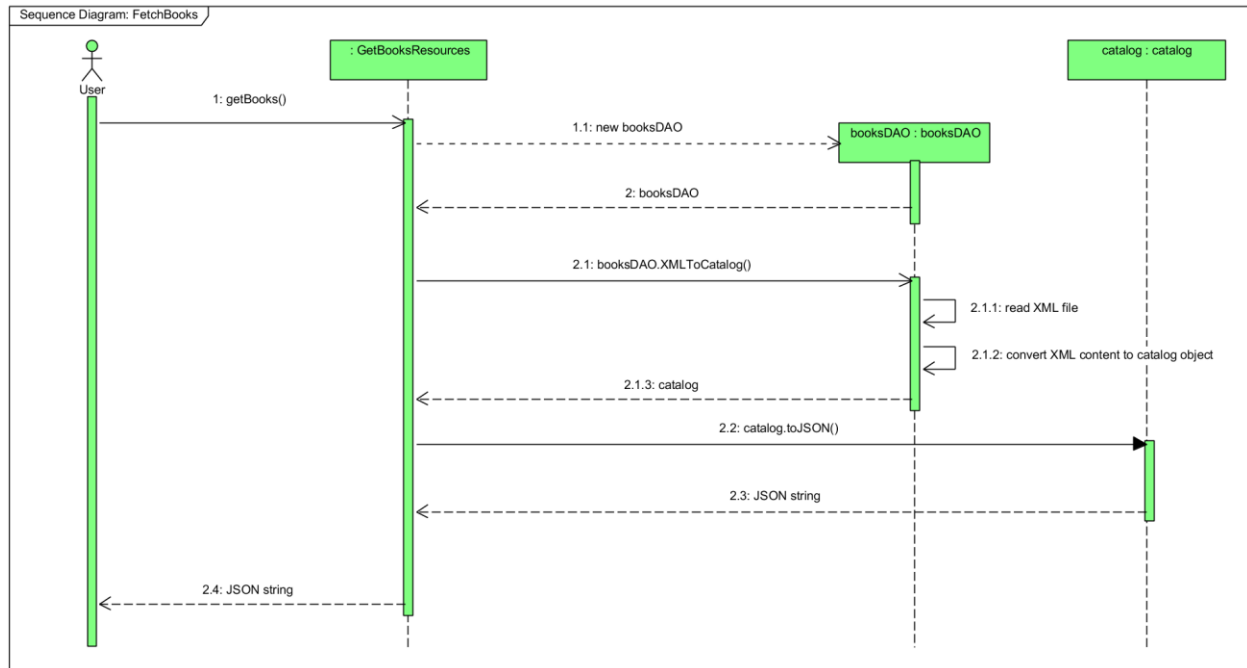 Sequence Diagram: FetchBooks
: GetBooksResources
catalog : catalog
User
1: getBooks()
1.1: new booksDAO
booksDAO : booksDAO
2: booksDAO
2.1: booksDAO.XMLToCatalog()
2.1.1: read XML file
2.1.2: convert XML content to catalog object
2.1.3: catalog
2.2: catalog.toJSON()
2.3: JSON string
2.4: JSON string